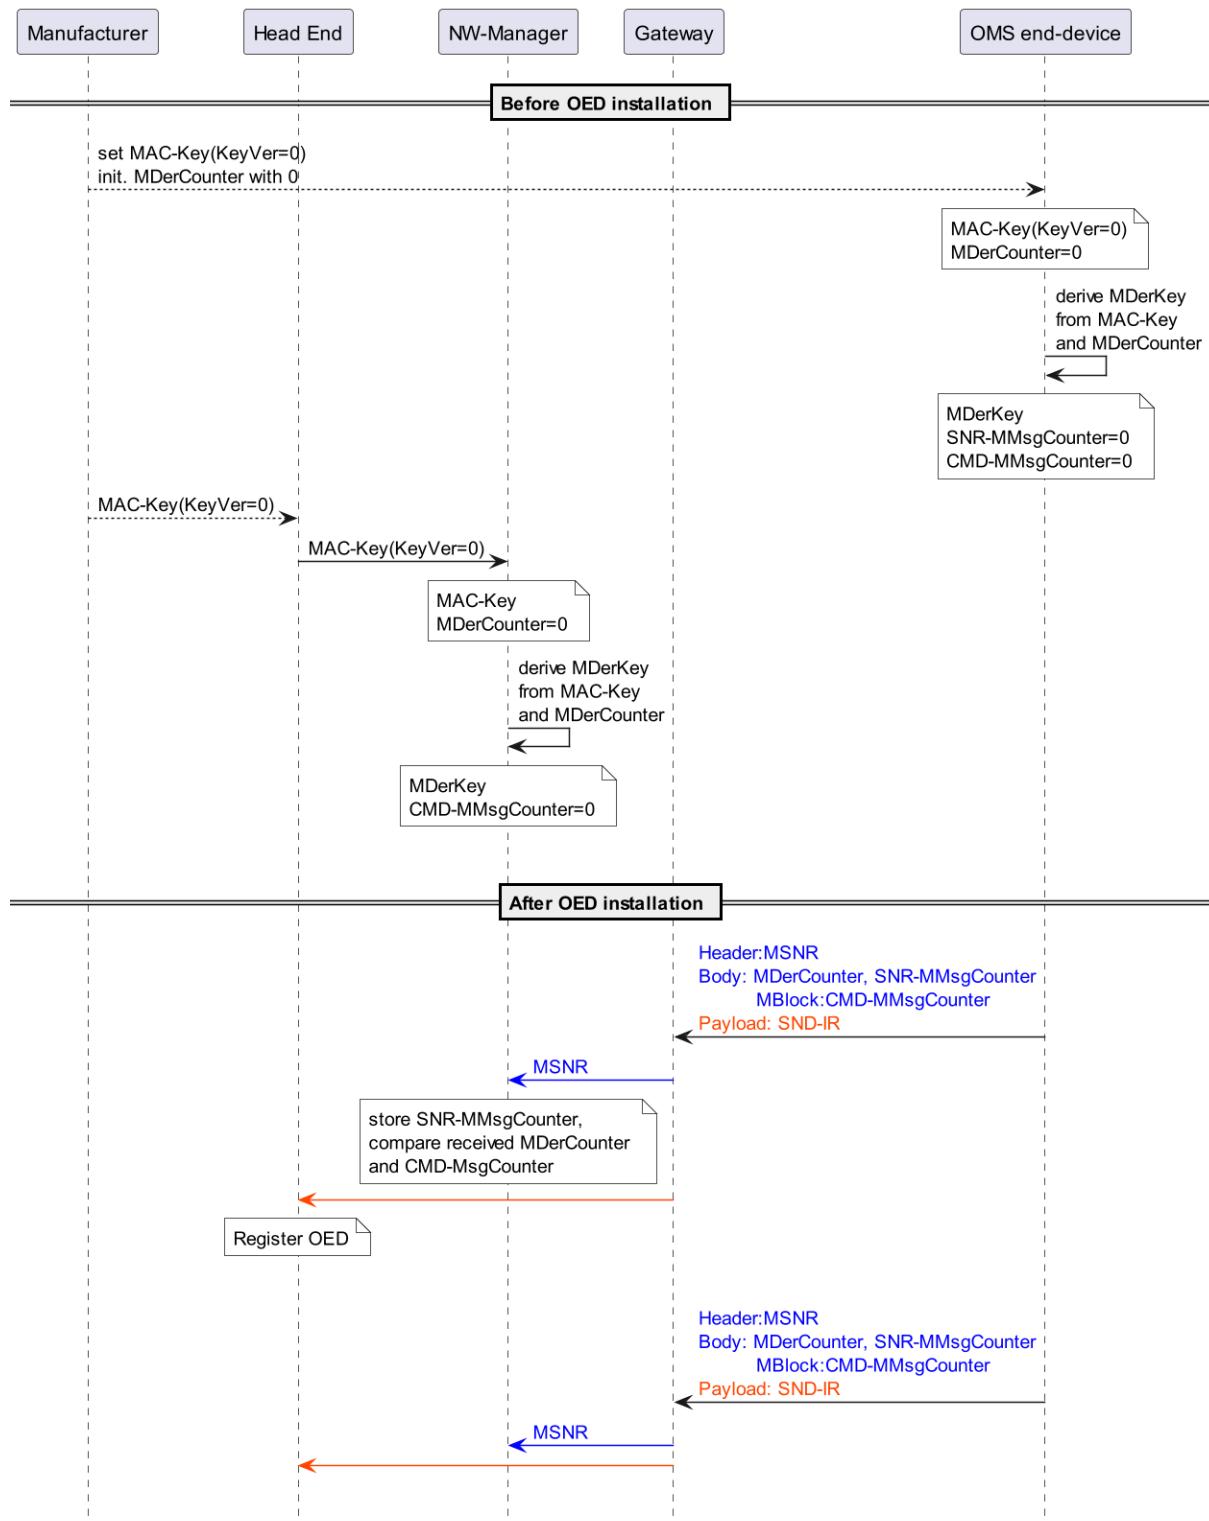 Manufacturer
Head End
NW-Manager
Gateway
OMS end-device
Before OED installation
set MAC-Key(KeyVer=0)
init. MDerCounter with 0
MAC-Key(KeyVer=0)
MDerCounter=0
derive MDerKey
from MAC-Key
and MDerCounter
MDerKey
SNR-MMsgCounter=0
CMD-MMsgCounter=0
MAC-Key(KeyVer=0)
MAC-Key(KeyVer=0)
MAC-Key
MDerCounter=0
derive MDerKey
from MAC-Key
and MDerCounter
MDerKey
CMD-MMsgCounter=0
After OED installation
Header:MSNR
Body: MDerCounter, SNR-MMsgCounter
MBlock:CMD-MMsgCounter
Payload: SND-IR
MSNR
store SNR-MMsgCounter,
compare received MDerCounter
and CMD-MsgCounter
Register OED
Header:MSNR
Body: MDerCounter, SNR-MMsgCounter
MBlock:CMD-MMsgCounter
Payload: SND-IR
MSNR